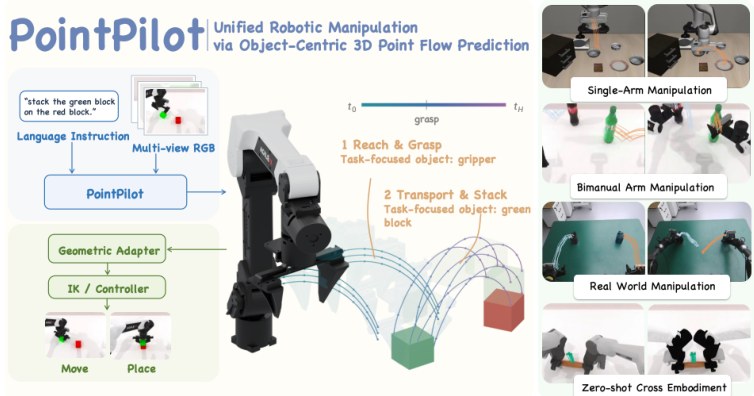 PointPilot
Unified Robotic Manipulation
via Object-Centric 3D Point Flow Prediction
"stack the green block
on the red block."
Language Instruction
Multi-view RGB
PointPilot
Geometric Adapter
IK / Controller
Move
Place
t₀
t_H
grasp
1 Reach & Grasp
Task-focused object: gripper
2 Transport & Stack
Task-focused object: green
block
Single-Arm Manipulation
Bimanual Arm Manipulation
Real World Manipulation
Zero-shot Cross Embodiment